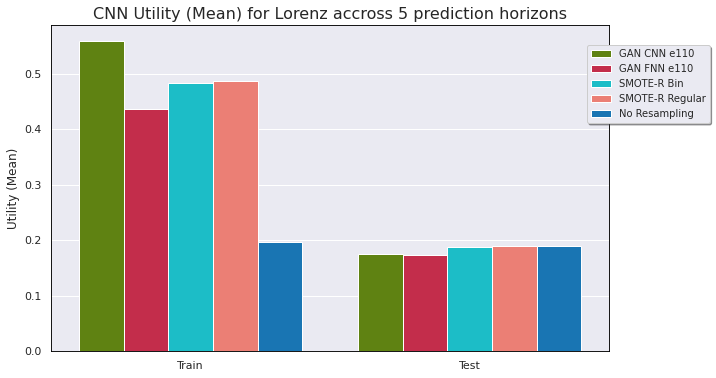 CNN Utility (Mean) for Lorenz accross 5 prediction horizons
GAN CNN e110
GAN FNN e110
SMOTE-R Bin
SMOTE-R Regular
No Resampling
Utility (Mean)
0.5
0.4
0.3
0.2
0.1
0.0
Train
Test